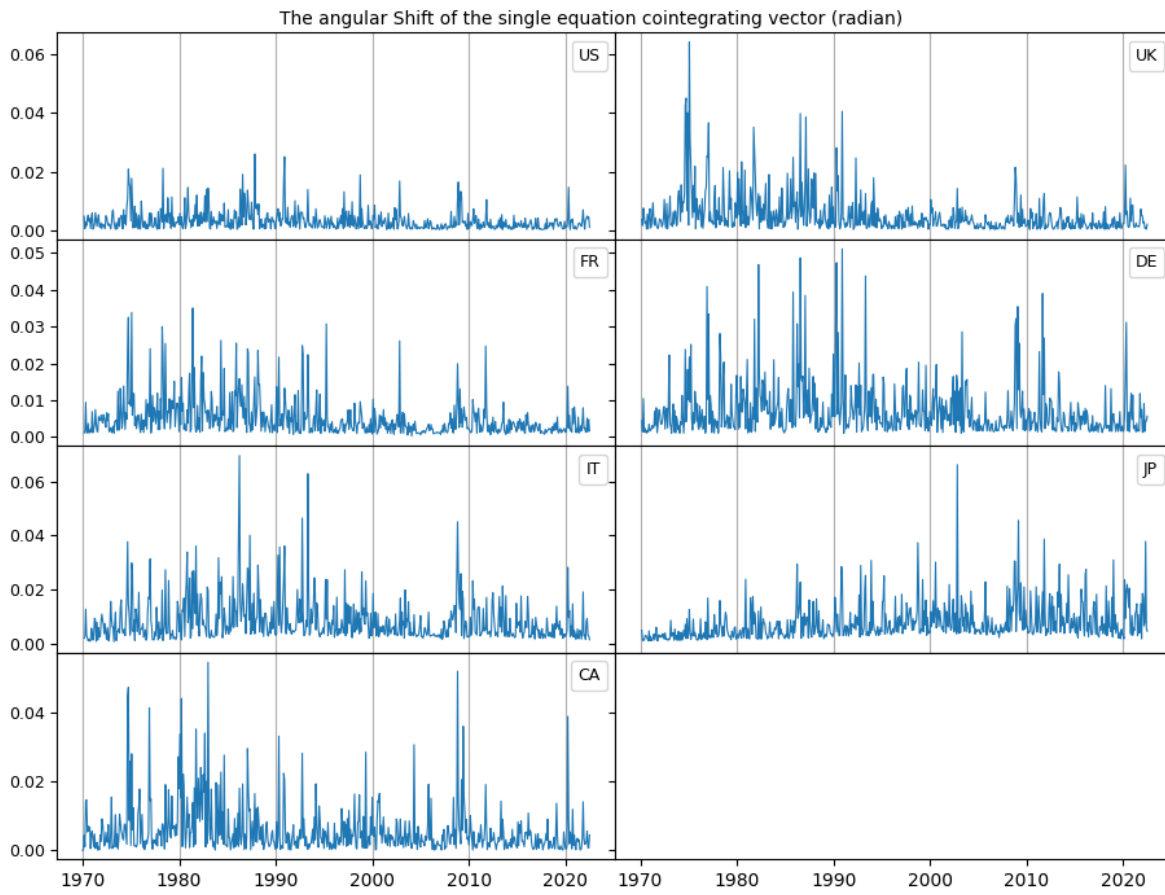 The angular Shift of the single equation cointegrating vector (radian)
0.06
0.04
0.02
0.00
US
UK
0.05
0.04
0.03
0.02
0.01
0.00
FR
DE
0.06
0.04
0.02
0.00
IT
JP
0.04
0.02
0.00
CA
1970 1980 1990 2000 2010 2020 1970 1980 1990 2000 2010 2020